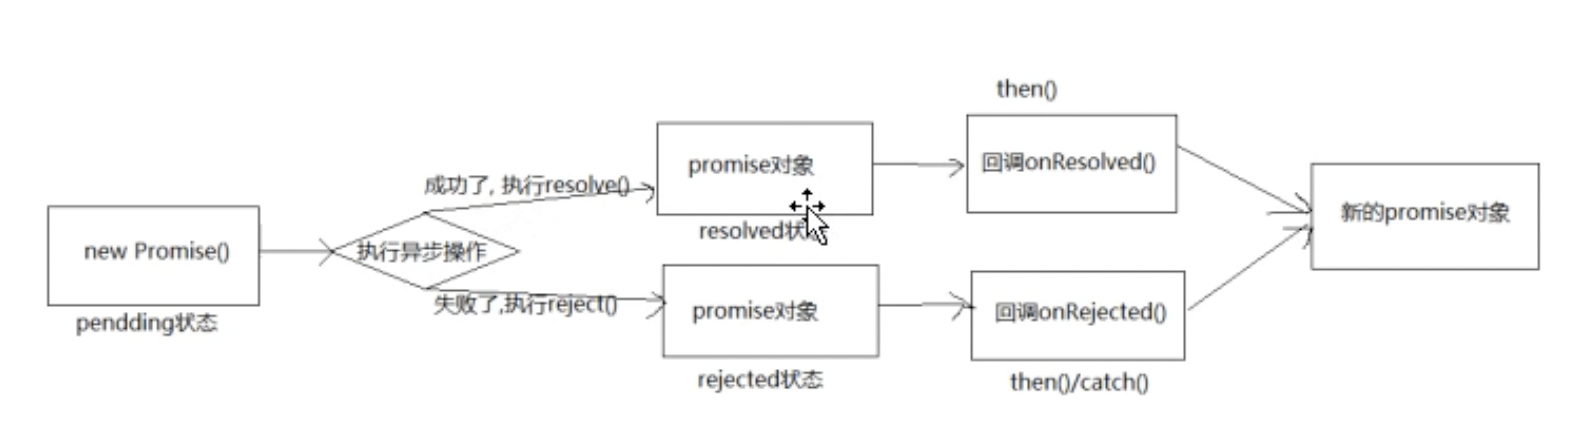 new Promise()
pendding状态
执行异步操作
成功了, 执行resolve()
失败了,执行reject()
promise对象
resolved状
promise对象
rejected状态
then()
回调onResolved()
回调onRejected()
then()/catch()
新的promise对象